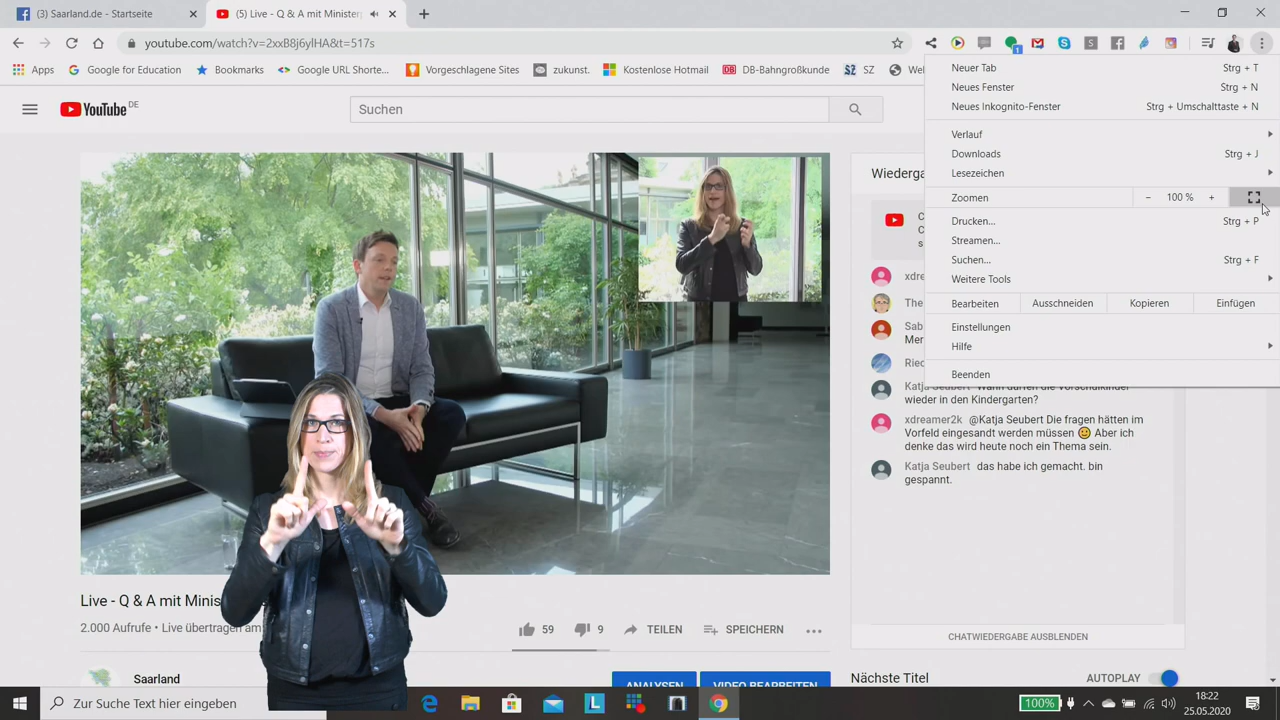 (3) Saarland.de - Startseite
(5) Live - Q & A mit Minister
youtube.com/watch?v=2xxB8j6ylHA&t=517s
1
Apps
Google for Education
Bookmarks
Google URL Shorte...
Vorgeschlagene Sites
zukunst.
Kostenlose Hotmail
DB DB-Bahngroßkunde
SZ SZ
Neuer Tab Strg + T
Neues Fenster Strg + N
Neues Inkognito-Fenster Strg + Umschalttaste + N
Verlauf
Downloads Strg + J
Lesezeichen
Zoomen − 100 % +
Drucken... Strg + P
Streamen...
Suchen... Strg + F
Weitere Tools
Bearbeiten Ausschneiden Kopieren Einfügen
Einstellungen
Hilfe
Beenden
YouTube DE
Suchen
xdre
The
Sab
Mer
Katja Seubert Wann dürfen die Vorschulkinder
wieder in den Kindergarten?
xdreamer2k @Katja Seubert Die fragen hätten im
Vorfeld eingesandt werden müssen Aber ich
denke das wird heute noch ein Thema sein.
Katja Seubert das habe ich gemacht. bin
gespannt.
CHATWIEDERGABE AUSBLENDEN
Live - Q & A mit Minis
2.000 Aufrufe • Live übertragen am
59
9
TEILEN
SPEICHERN
Saarland
ANALYSEN
VIDEO BEARBEITEN
Nächste Titel
AUTOPLAY
Zur Suche Text hier eingeben
100%
18:22
25.05.2020